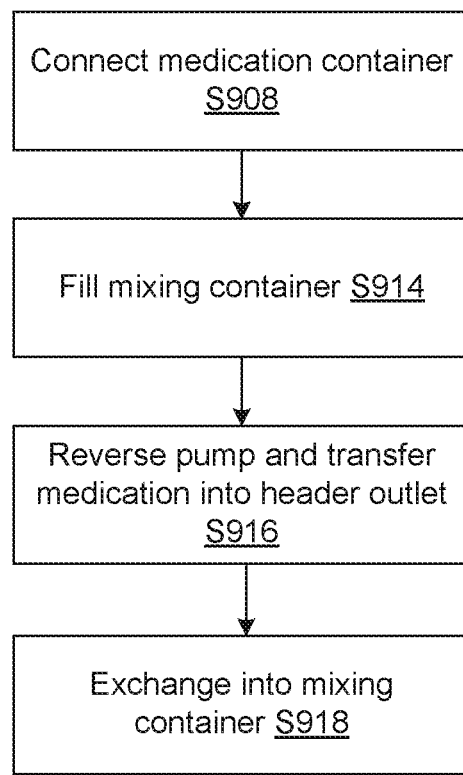 Connect medication container
S908
Fill mixing container S914
Reverse pump and transfer
medication into header outlet
S916
Exchange into mixing
container S918